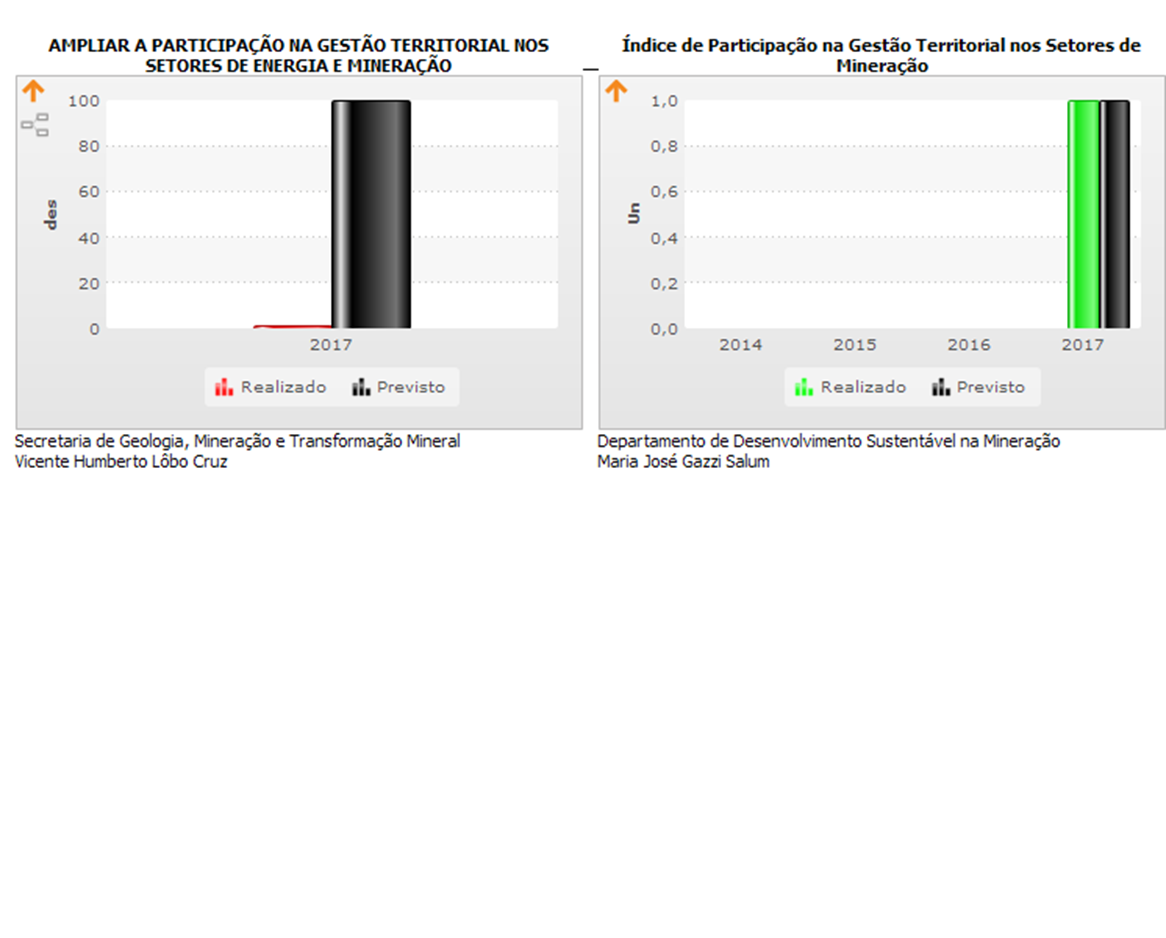 AMPLIAR A PARTICIPAÇÃO NA GESTÃO TERRITORIAL NOS
SETORES DE ENERGIA E MINERAÇÃO
des
100
80
60
40
20
0
2017
Realizado Previsto
Secretaria de Geologia, Mineração e Transformação Mineral
Vicente Humberto Lôbo Cruz
Índice de Participação na Gestão Territorial nos Setores de
Mineração
Un
1,0
0,8
0,6
0,4
0,2
0,0
2014 2015 2016 2017
Realizado Previsto
Departamento de Desenvolvimento Sustentável na Mineração
Maria José Gazzi Salum